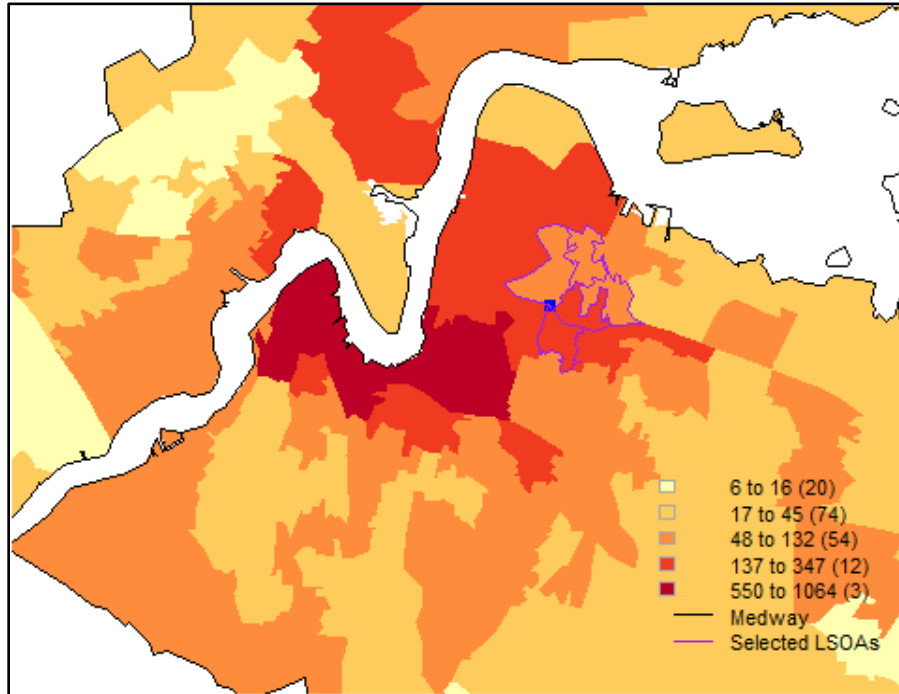 6 to 16 (20)
17 to 45 (74)
48 to 132 (54)
137 to 347 (12)
550 to 1064 (3)
Medway
Selected LSOAs